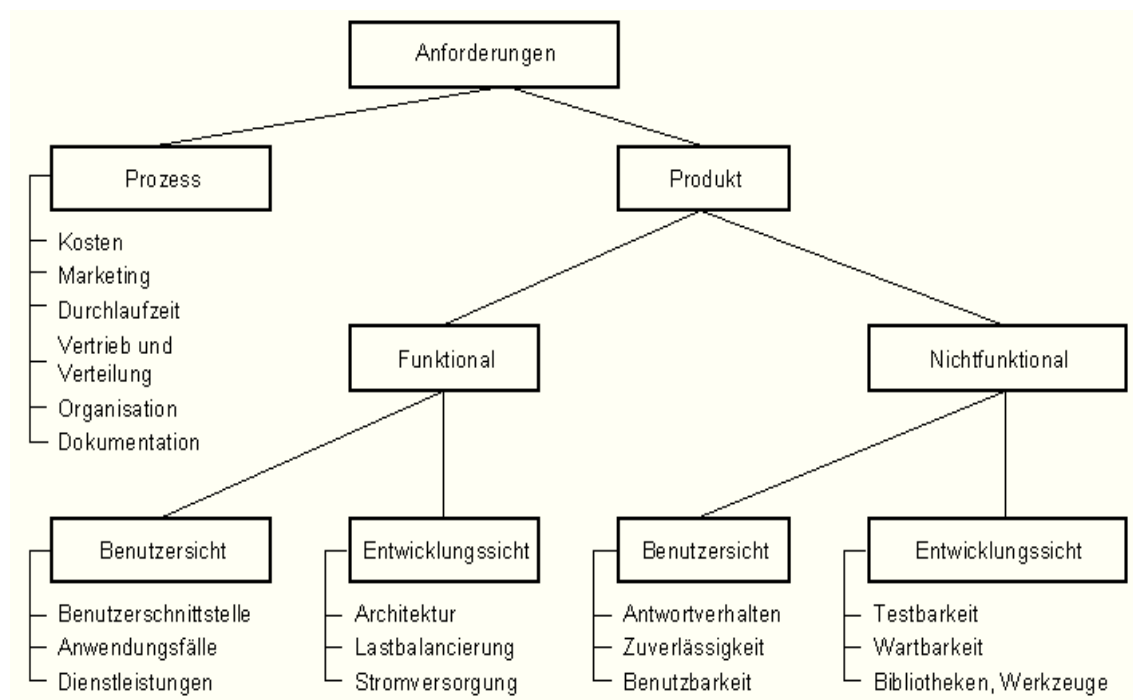 Anforderungen
Prozess
Produkt
Kosten
Marketing
Durchlaufzeit
Vertrieb und
Verteilung
Organisation
Dokumentation
Funktional
Nichtfunktional
Benutzersicht
Entwicklungssicht
Benutzersicht
Entwicklungssicht
Benutzerschnittstelle
Anwendungsfälle
Dienstleistungen
Architektur
Lastbalancierung
Stromversorgung
Antwortverhalten
Zuverlässigkeit
Benutzbarkeit
Testbarkeit
Wartbarkeit
Bibliotheken, Werkzeuge